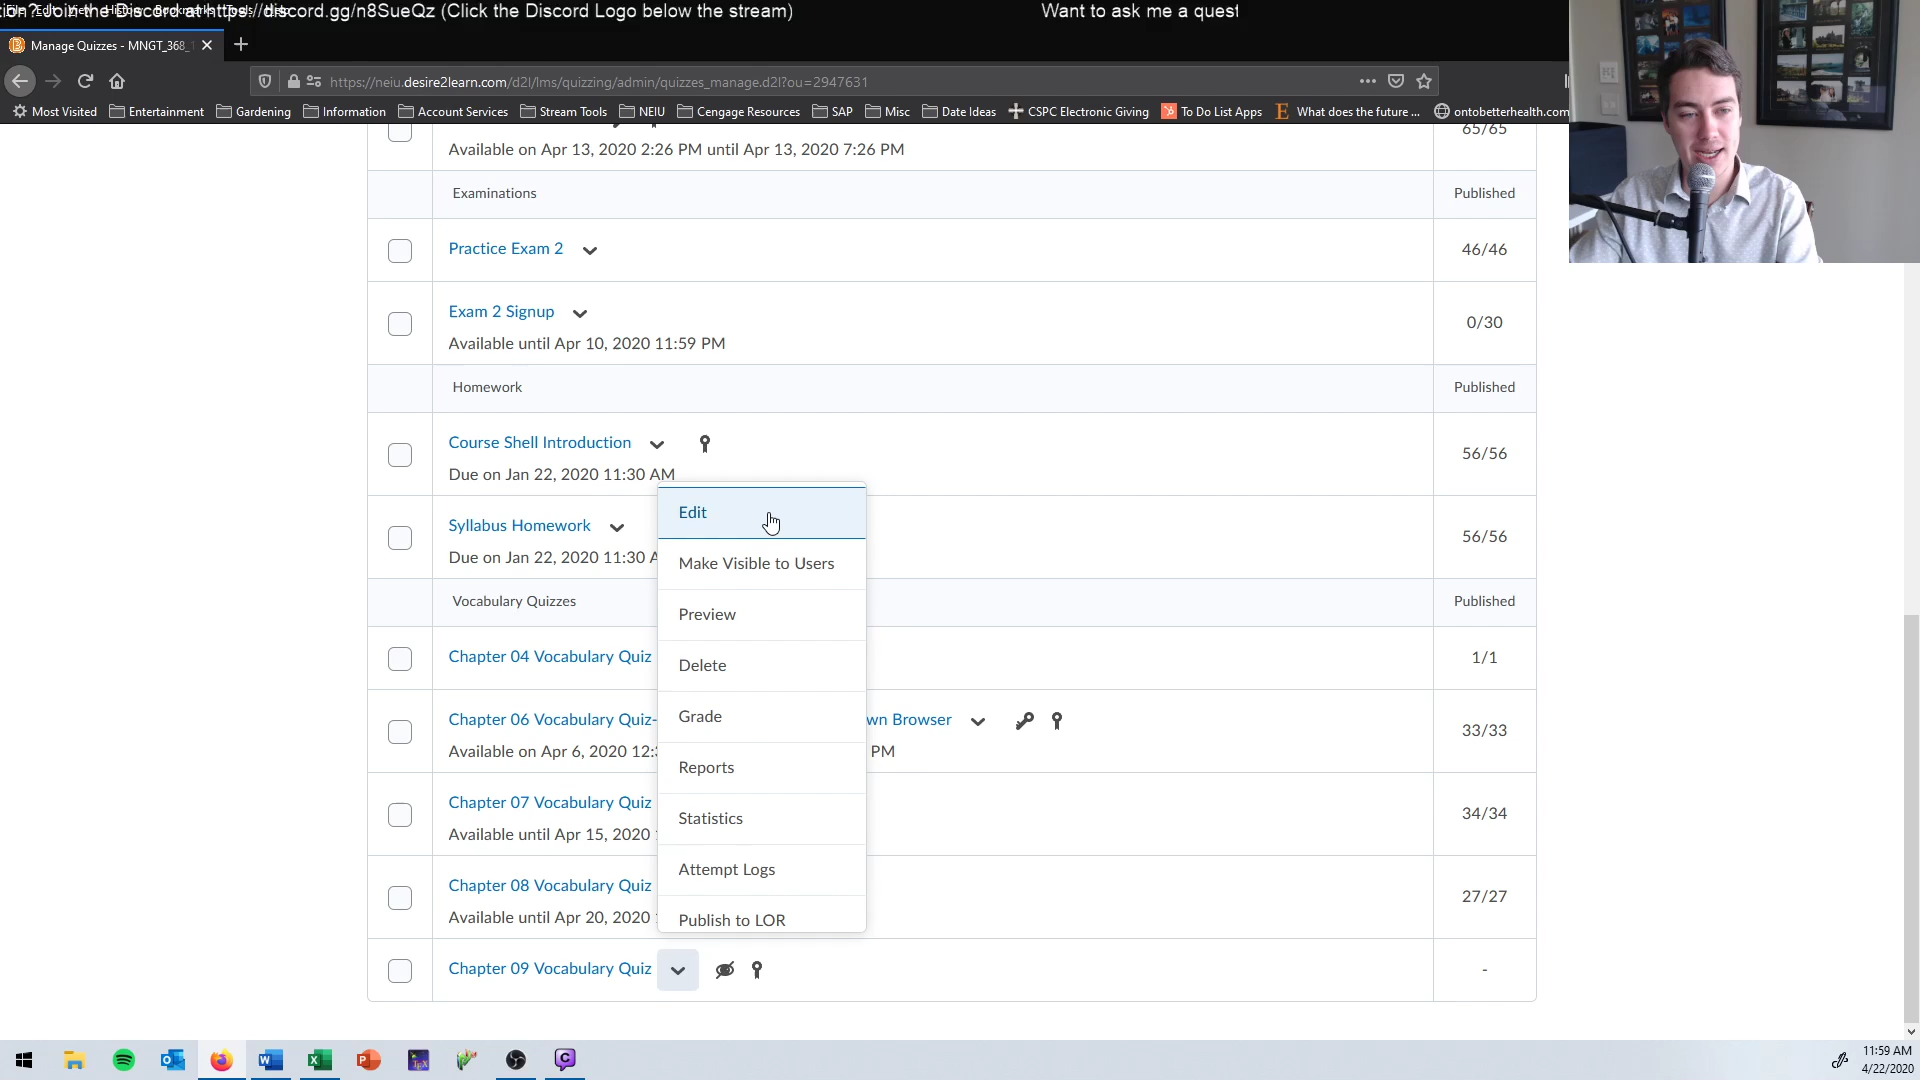 tion? Join the Discord at https://discord.gg/n8SueQz (Click the Discord Logo below the stream)
Want to ask me a quest
Manage Quizzes - MNGT_368_1
https://neiu.desire2learn.com/d2l/lms/quizzing/admin/quizzes_manage.d2l?ou=2947631
Most Visited
Entertainment
Gardening
Information
Account Services
Stream Tools
NEIU
Cengage Resources
SAP
Misc
Date Ideas
CSPC Electronic Giving
To Do List Apps
What does the future ...
ontobetterhealth.com
65/65
Available on Apr 13, 2020 2:26 PM until Apr 13, 2020 7:26 PM
Examinations
Published
Practice Exam 2
46/46
Exam 2 Signup
0/30
Available until Apr 10, 2020 11:59 PM
Homework
Published
Course Shell Introduction
56/56
Due on Jan 22, 2020 11:30 AM
Syllabus Homework
56/56
Due on Jan 22, 2020 11:30 A
Edit
Make Visible to Users
Preview
Delete
Grade
Reports
Statistics
Attempt Logs
Publish to LOR
Vocabulary Quizzes
Published
Chapter 04 Vocabulary Quiz
1/1
Chapter 06 Vocabulary Quiz- wn Browser
33/33
Available on Apr 6, 2020 12:3 PM
Chapter 07 Vocabulary Quiz
34/34
Available until Apr 15, 2020
Chapter 08 Vocabulary Quiz
27/27
Available until Apr 20, 2020
Chapter 09 Vocabulary Quiz
-
11:59 AM
4/22/2020